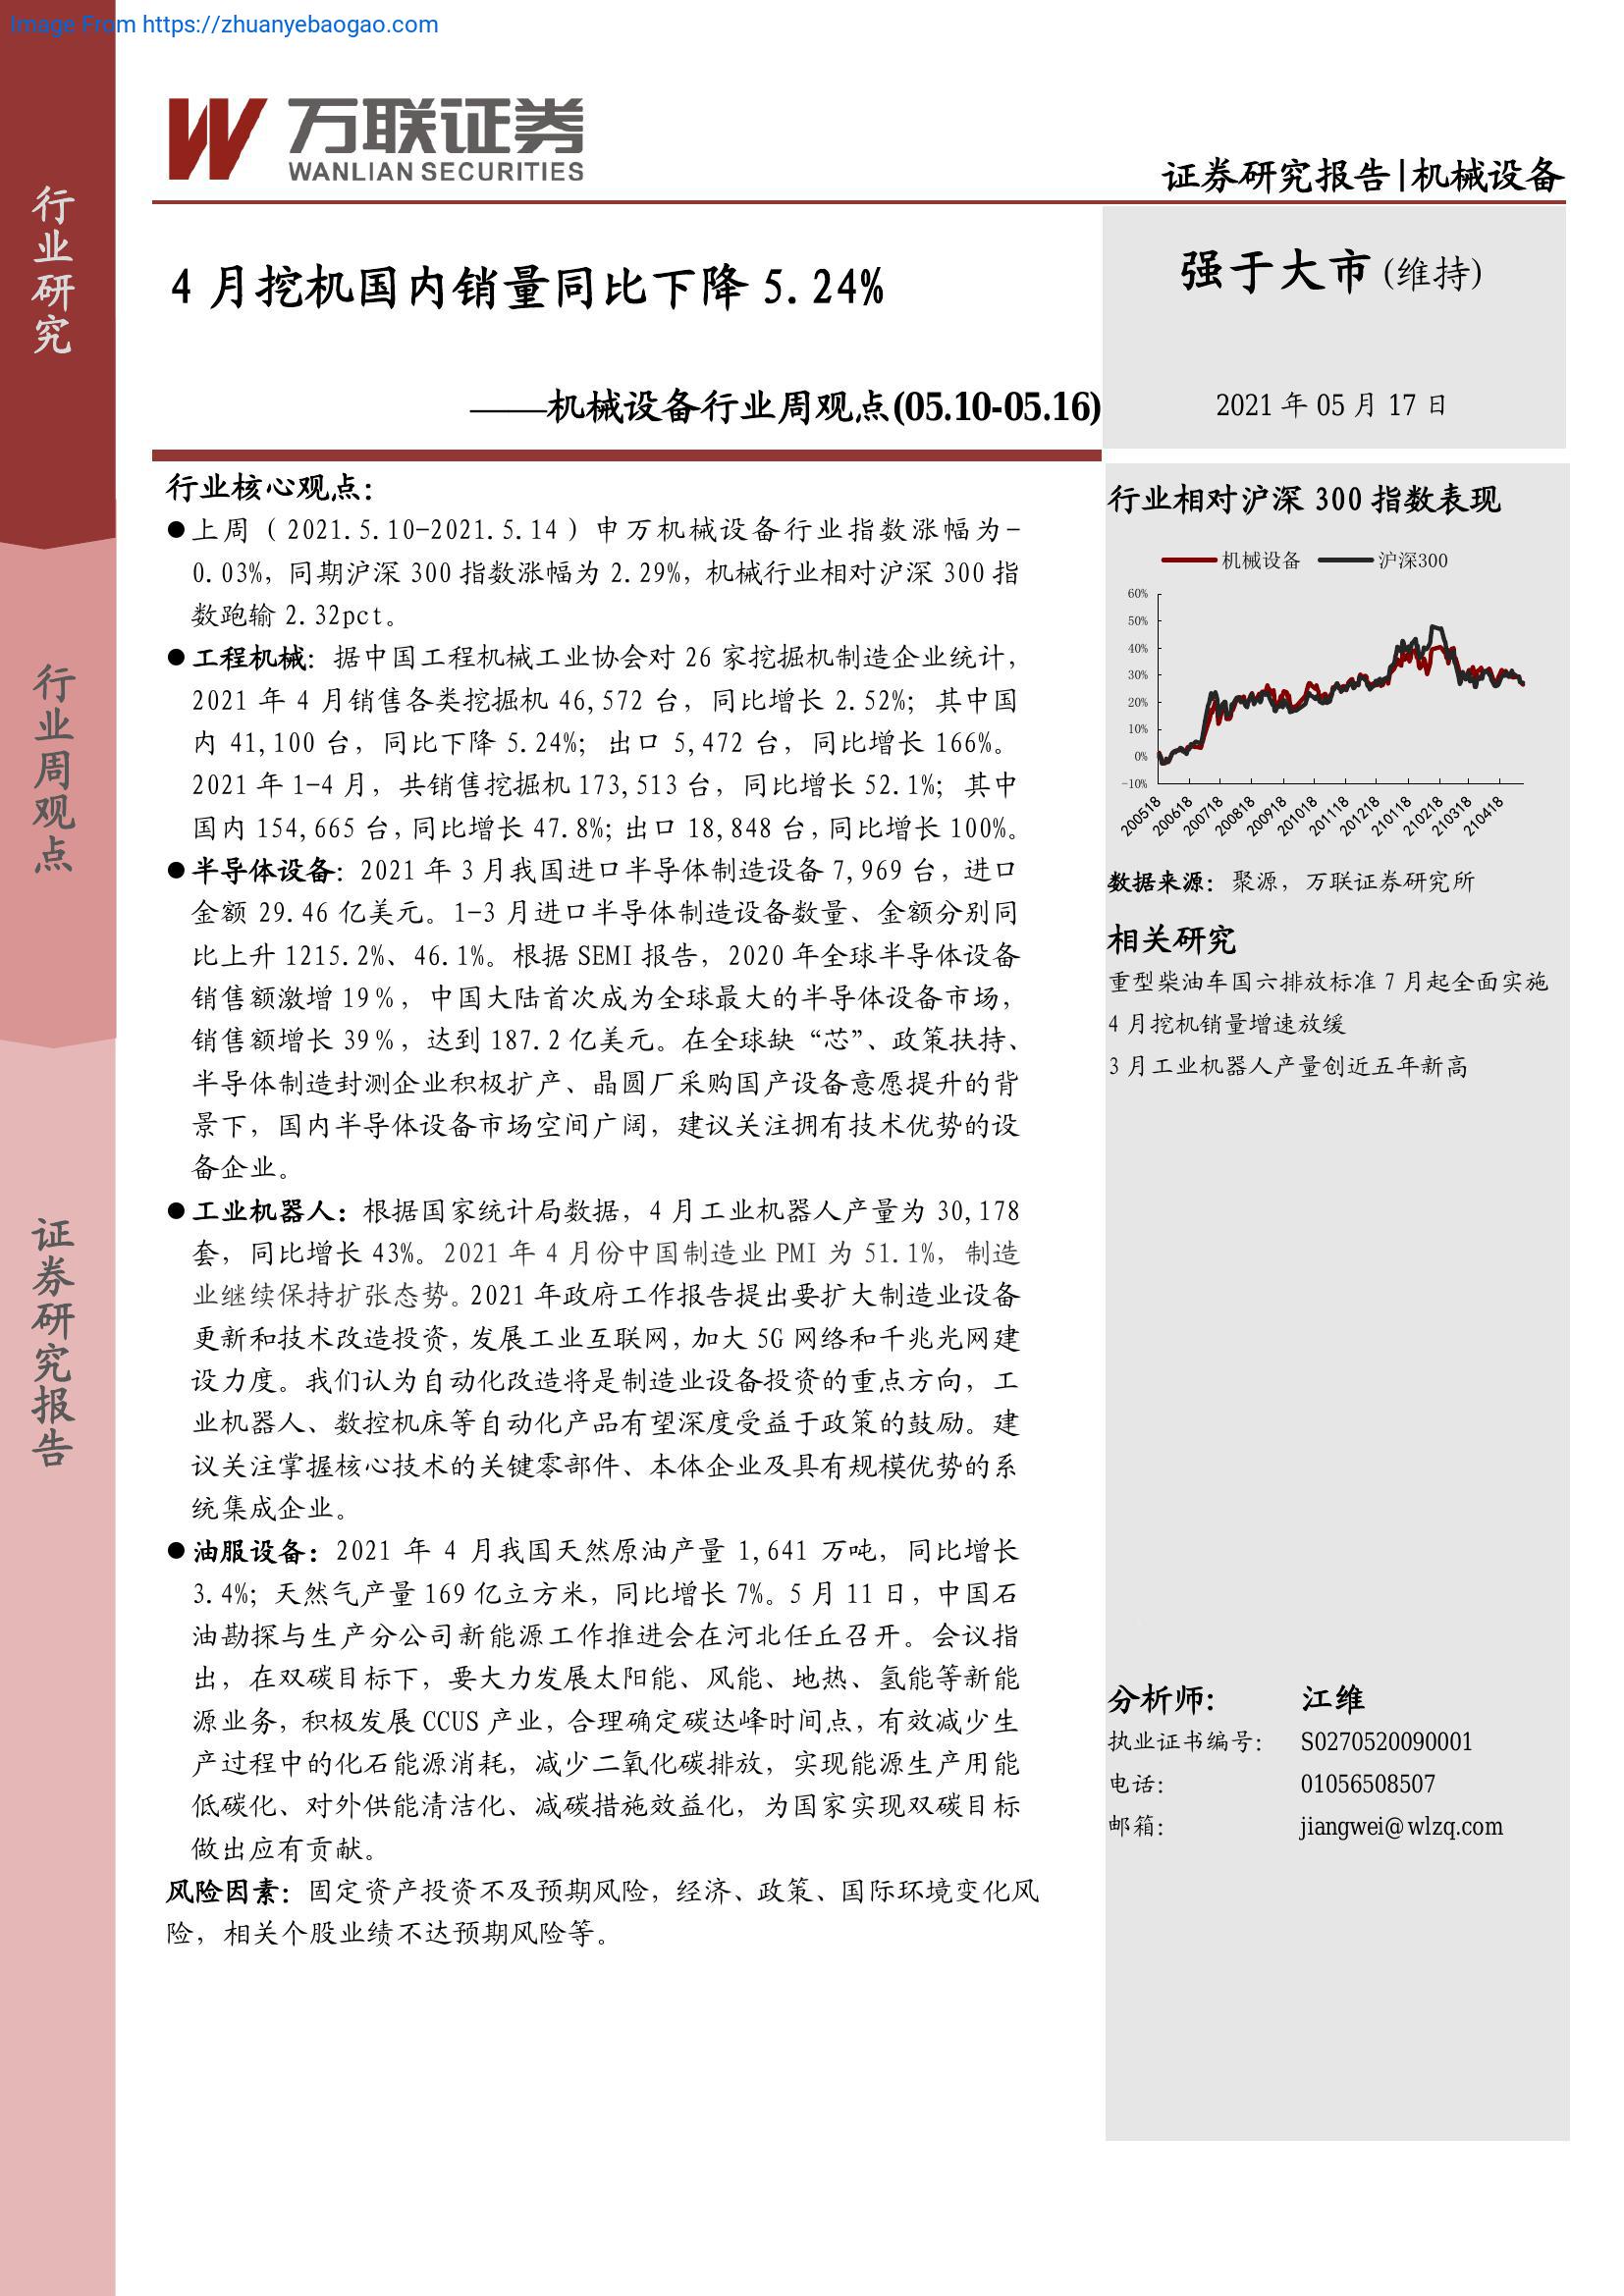 Image From https://zhuanyebaogao.com
万联证券
WANLIAN SECURITIES
证券研究报告|机械设备
行业研究
行业周观点
证券研究报告
4 月挖机国内销量同比下降 5.24%
——机械设备行业周观点(05.10-05.16)
强于大市(维持)
2021 年 05 月 17 日
行业核心观点：
●上周（2021.5.10-2021.5.14）申万机械设备行业指数涨幅为-
0.03%，同期沪深 300 指数涨幅为 2.29%，机械行业相对沪深 300 指
数跑输 2.32pct。
●工程机械：据中国工程机械工业协会对 26 家挖掘机制造企业统计，
2021 年 4 月销售各类挖掘机 46,572 台，同比增长 2.52%；其中国
内 41,100 台，同比下降 5.24%；出口 5,472 台，同比增长 166%。
2021 年 1-4 月，共销售挖掘机 173,513 台，同比增长 52.1%；其中
国内 154,665 台，同比增长 47.8%；出口 18,848 台，同比增长 100%。
●半导体设备：2021 年 3 月我国进口半导体制造设备 7,969 台，进口
金额 29.46 亿美元。1-3 月进口半导体制造设备数量、金额分别同
比上升 1215.2%、46.1%。根据 SEMI 报告，2020 年全球半导体设备
销售额激增 19%，中国大陆首次成为全球最大的半导体设备市场，
销售额增长 39%，达到 187.2 亿美元。在全球缺“芯”、政策扶持、
半导体制造封测企业积极扩产、晶圆厂采购国产设备意愿提升的背
景下，国内半导体设备市场空间广阔，建议关注拥有技术优势的设
备企业。
●工业机器人：根据国家统计局数据，4 月工业机器人产量为 30,178
套，同比增长 43%。2021 年 4 月份中国制造业 PMI 为 51.1%，制造
业继续保持扩张态势。2021 年政府工作报告提出要扩大制造业设备
更新和技术改造投资，发展工业互联网，加大 5G 网络和千兆光网建
设力度。我们认为自动化改造将是制造业设备投资的重点方向，工
业机器人、数控机床等自动化产品有望深度受益于政策的鼓励。建
议关注掌握核心技术的关键零部件、本体企业及具有规模优势的系
统集成企业。
●油服设备：2021 年 4 月我国天然原油产量 1,641 万吨，同比增长
3.4%；天然气产量 169 亿立方米，同比增长 7%。5 月 11 日，中国石
油勘探与生产分公司新能源工作推进会在河北任丘召开。会议指
出，在双碳目标下，要大力发展太阳能、风能、地热、氢能等新能
源业务，积极发展 CCUS 产业，合理确定碳达峰时间点，有效减少生
产过程中的化石能源消耗，减少二氧化碳排放，实现能源生产用能
低碳化、对外供能清洁化、减碳措施效益化，为国家实现双碳目标
做出应有贡献。
风险因素：固定资产投资不及预期风险，经济、政策、国际环境变化风
险，相关个股业绩不达预期风险等。
行业相对沪深 300 指数表现
机械设备 沪深300
60%
50%
40%
30%
20%
10%
0%
-10%
200518 200618 200718 200818 200918 201018 201118 201218 210118 210218 210318 210418
数据来源：聚源，万联证券研究所
相关研究
重型柴油车国六排放标准 7 月起全面实施
4 月挖机销量增速放缓
3 月工业机器人产量创近五年新高
分析师: 江维
执业证书编号: S0270520090001
电话: 01056508507
邮箱: jiangwei@wlzq.com